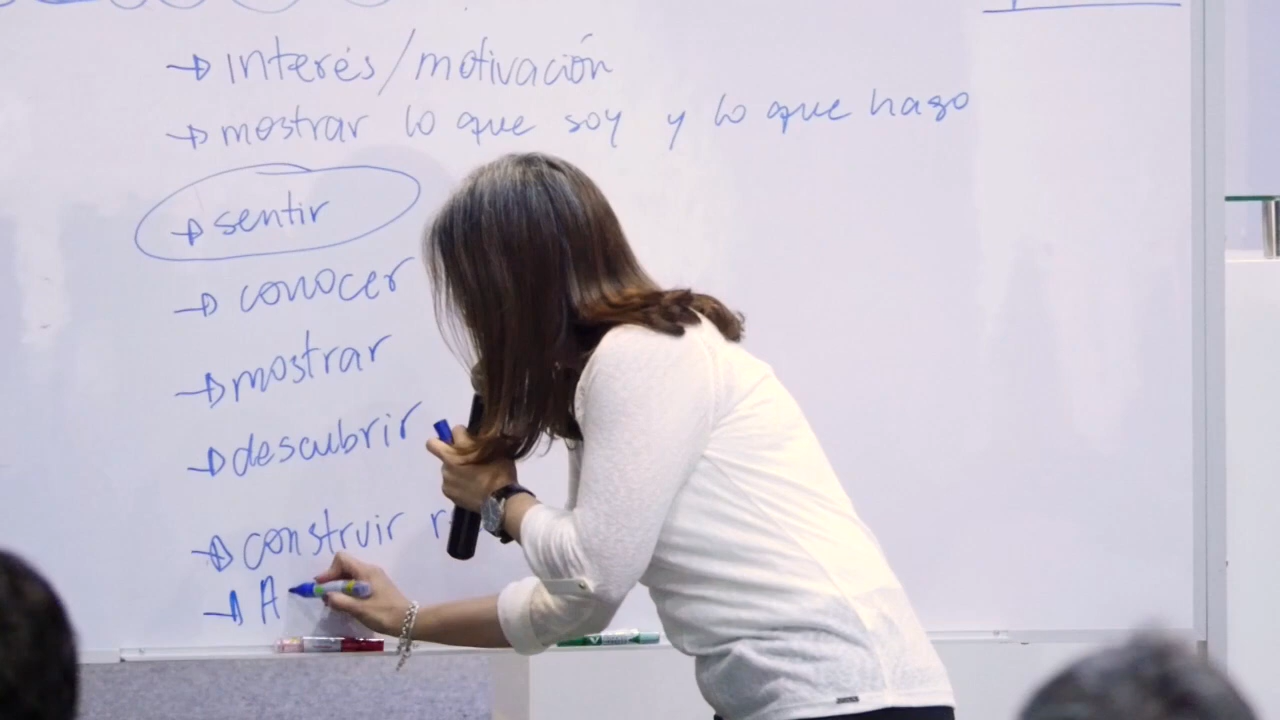 → interés/motivación
→ mostrar lo que soy y lo que hago
→ sentir
→ conocer
→ mostrar
→ descubrir
→ construir r
→ A